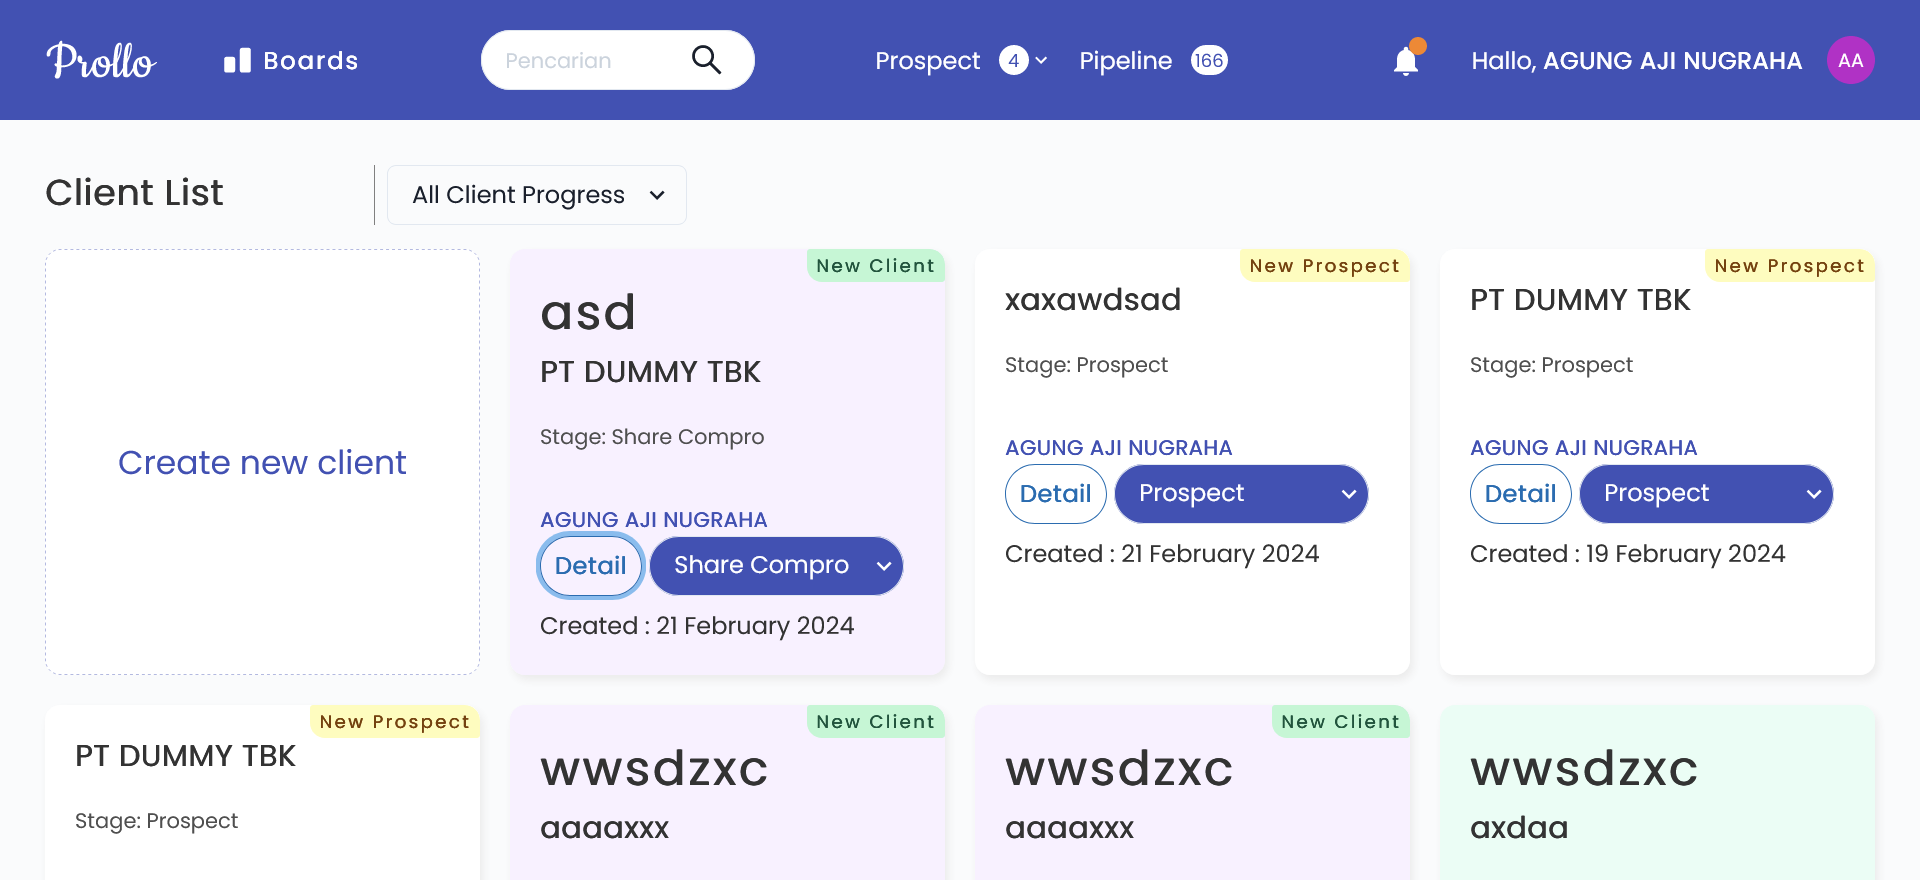 Prollo
Boards
Pencarian
Prospect 4
Pipeline 166
Hallo, AGUNG AJI NUGRAHA
AA
Client List
All Client Progress
Create new client
New Client
asd
PT DUMMY TBK
Stage: Share Compro
AGUNG AJI NUGRAHA
Detail
Share Compro
Created : 21 February 2024
New Prospect
xaxawdsad
Stage: Prospect
AGUNG AJI NUGRAHA
Detail
Prospect
Created : 21 February 2024
New Prospect
PT DUMMY TBK
Stage: Prospect
AGUNG AJI NUGRAHA
Detail
Prospect
Created : 19 February 2024
New Prospect
PT DUMMY TBK
Stage: Prospect
New Client
wwsdzxc
aaaaxxx
New Client
wwsdzxc
aaaaxxx
wwsdzxc
axdaa